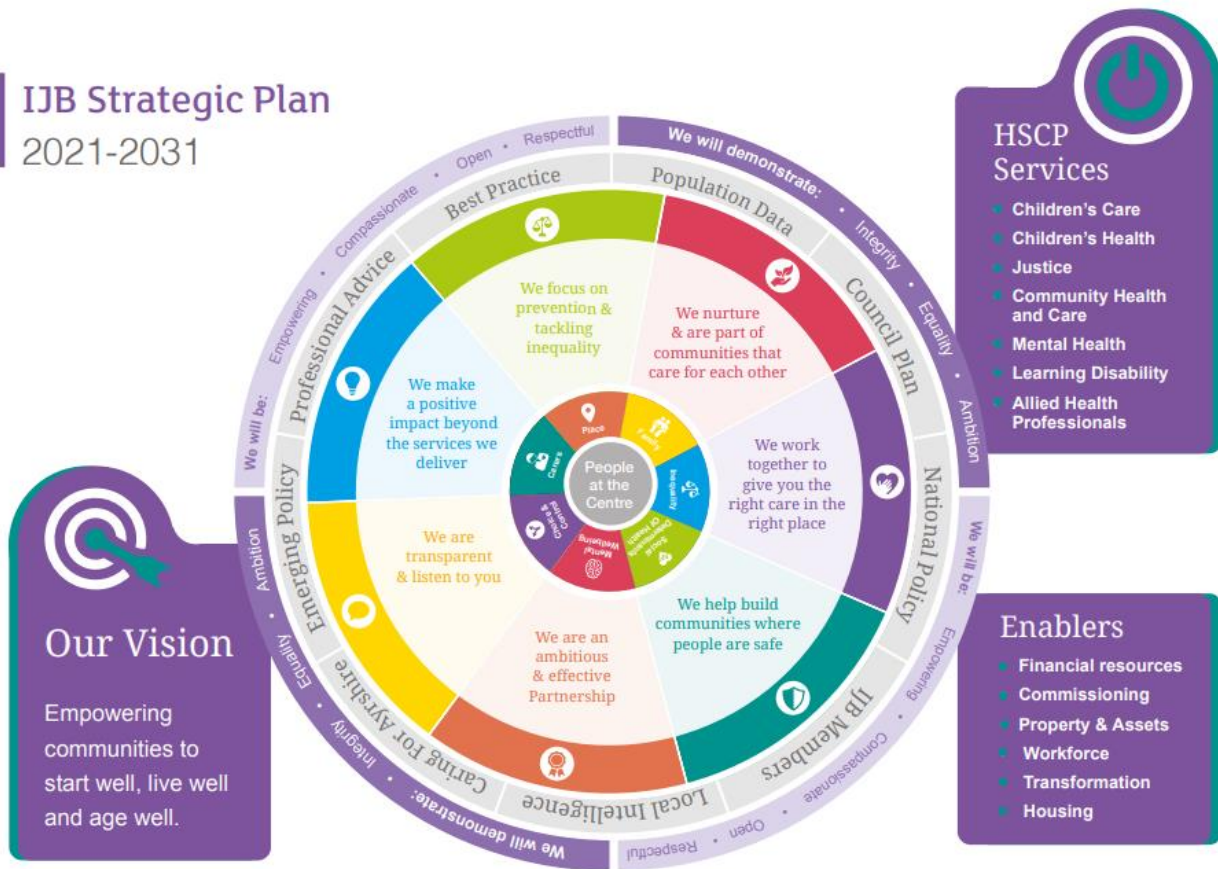 IJB Strategic Plan
2021-2031
We will be: Empowering • Compassionate • Open • Respectful
We will demonstrate: • Integrity • Equality • Ambition
We will be: Empowering • Compassionate • Open • Respectful
We will demonstrate: • Integrity • Equality • Ambition
Best Practice
Population Data
Council Plan
National Policy
IJB Members
Local Intelligence
Caring For Ayrshire
Emerging Policy
Professional Advice
We focus on
prevention &
tackling
inequality
We nurture
& are part of
communities that
care for each other
We work
together to
give you the
right care in the
right place
We help build
communities where
people are safe
We are an
ambitious
& effective
Partnership
We are
transparent
& listen to you
We make
a positive
impact beyond
the services we
deliver
Place
Family
Inequality
Social
Determinants
Of Health
Mental
Wellbeing
Choice &
Control
Carers
People
at the
Centre
Our Vision
Empowering
communities to
start well, live well
and age well.
HSCP
Services
Children's Care
Children's Health
Justice
Community Health
and Care
Mental Health
Learning Disability
Allied Health
Professionals
Enablers
Financial resources
Commissioning
Property & Assets
Workforce
Transformation
Housing